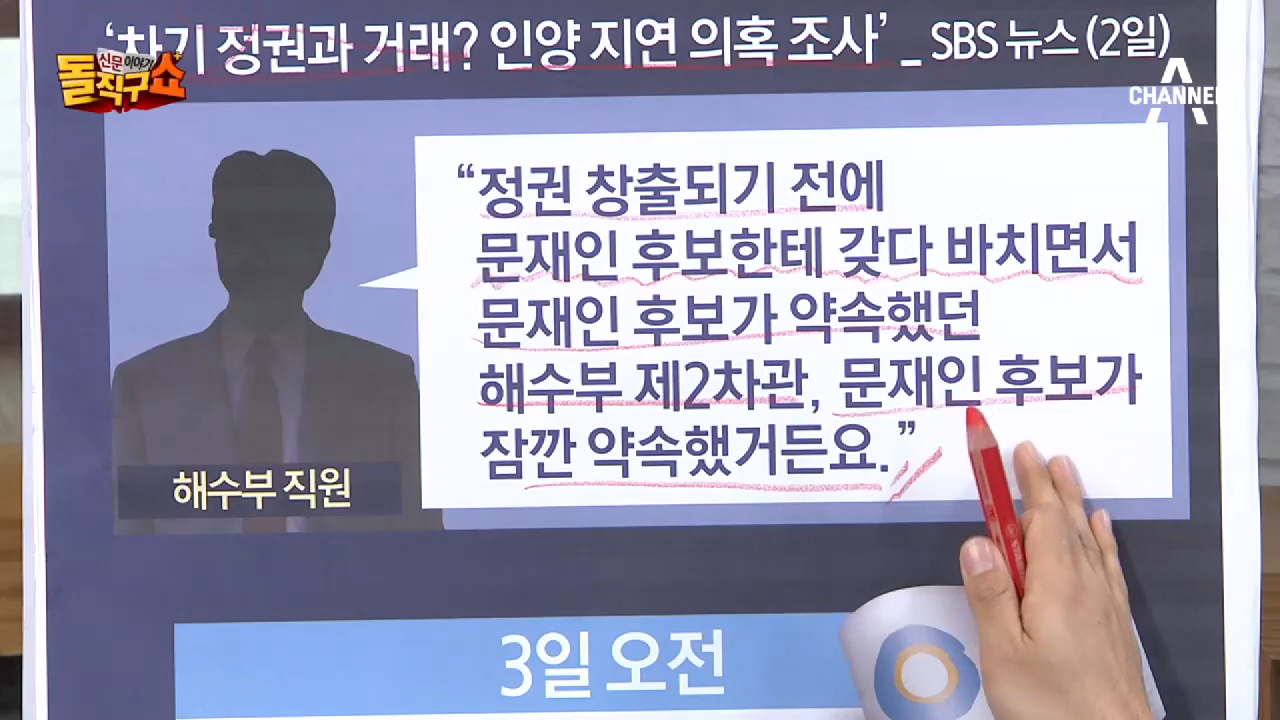 ‘차기 정권과 거래? 인양 지연 의혹 조사’_ SBS 뉴스 (2일)
신문이야기
돌직구쇼+
CHANNEL A
“정권 창출되기 전에
문재인 후보한테 갖다 바치면서
문재인 후보가 약속했던
해수부 제2차관, 문재인 후보가
잠깐 약속했거든요.”
해수부 직원
3일 오전